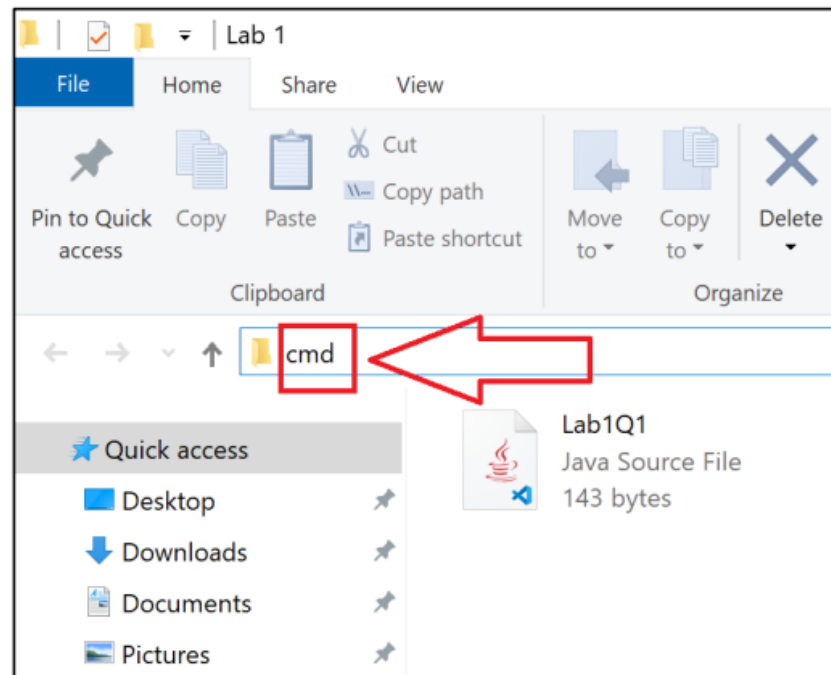 Lab 1
File Home Share View
Pin to Quick
access
Copy
Paste
Cut
Copy path
Paste shortcut
Move
to
Copy
to
Delete
Clipboard
Organize
cmd
Quick access
Desktop
Downloads
Documents
Pictures
Lab1Q1
Java Source File
143 bytes